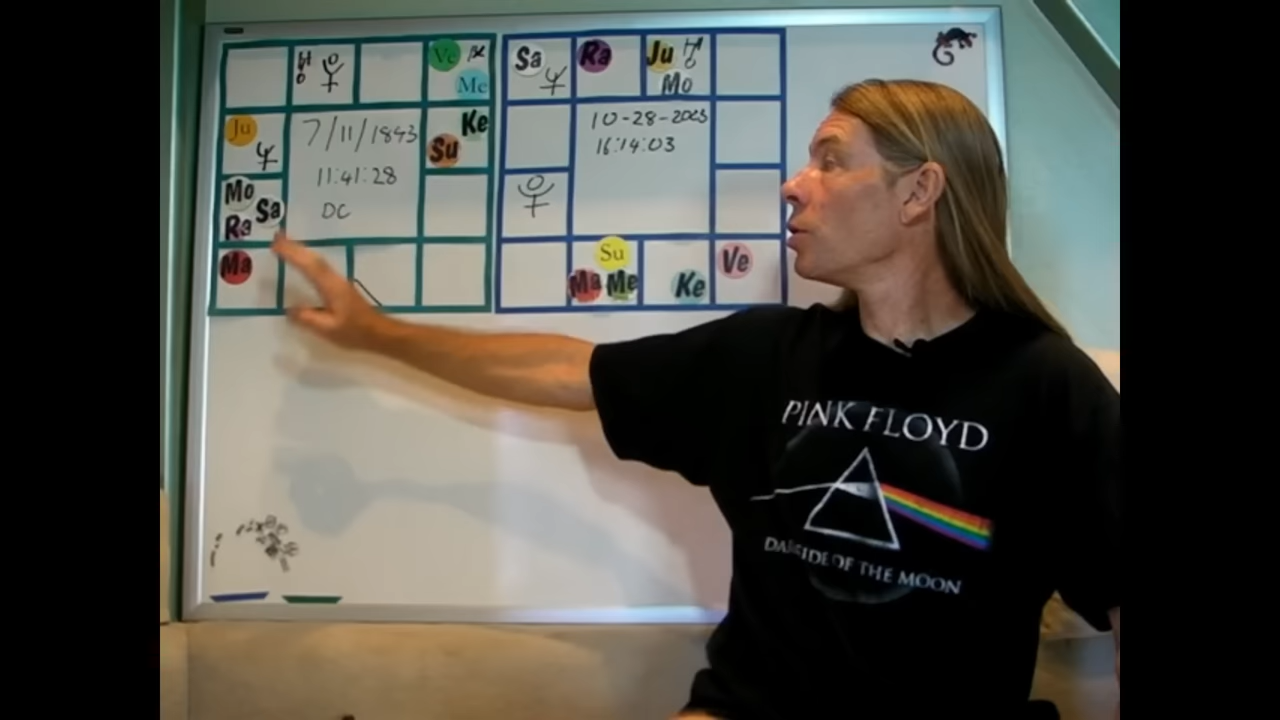 Ve
Me
Ju
7/11/1843
11:41:28
DC
Ke
Su
Mo
Sa
Ra
Ma
Sa
Ra
Ju
Mo
10-28-2023
16:14:03
Su
Ma Me
Ke
Ve
PINK FLOYD
DARK SIDE OF THE MOON